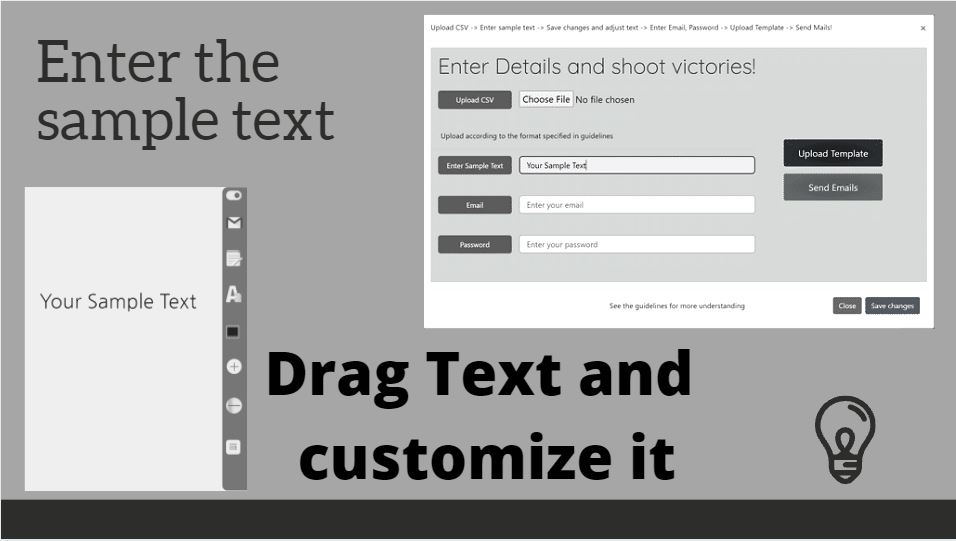 Enter the
sample text
Upload CSV -> Enter sample text -> Save changes and adjust text -> Enter Email, Password -> Upload Template -> Send Mails!
×
Enter Details and shoot victories!
Upload CSV
Choose File No file chosen
Upload according to the format specified in guidelines
Enter Sample Text
Your Sample Text
Email
Enter your email
Password
Enter your password
Upload Template
Send Emails
See the guidelines for more understanding
Close
Save changes
Your Sample Text
A
Drag Text and
customize it